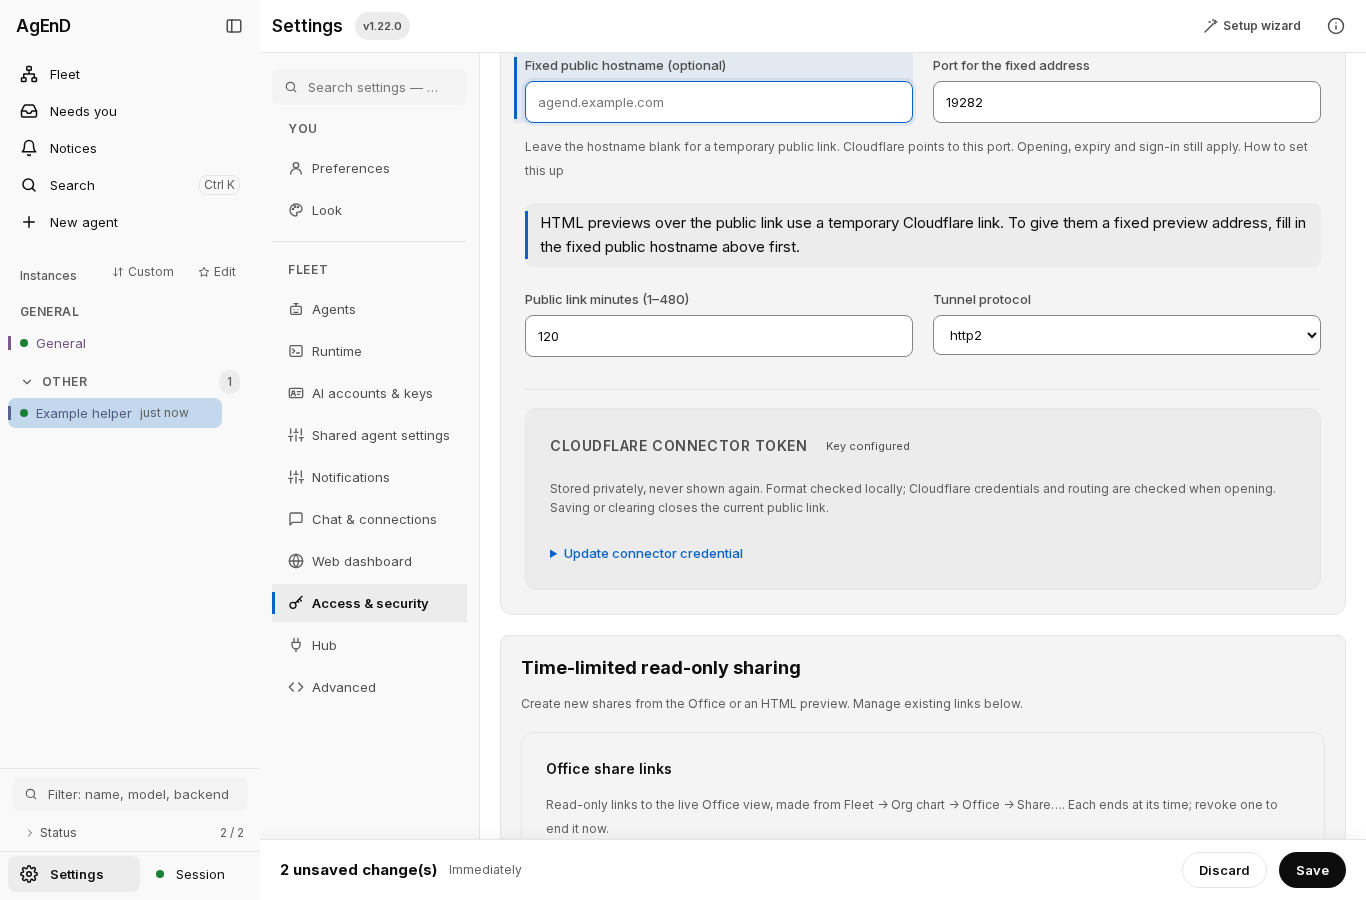 AgEnD
Settings
v1.22.0
Setup wizard
Fleet
Needs you
Notices
Search
Ctrl K
New agent
Instances
Custom
Edit
GENERAL
General
OTHER
1
Example helper
just now
Filter: name, model, backend
Status
2 / 2
Settings
Session
Search settings — …
YOU
Preferences
Look
FLEET
Agents
Runtime
AI accounts & keys
Shared agent settings
Notifications
Chat & connections
Web dashboard
Access & security
Hub
Advanced
Fixed public hostname (optional)
agend.example.com
Port for the fixed address
19282
Leave the hostname blank for a temporary public link. Cloudflare points to this port. Opening, expiry and sign-in still apply. How to set
this up
HTML previews over the public link use a temporary Cloudflare link. To give them a fixed preview address, fill in
the fixed public hostname above first.
Public link minutes (1–480)
120
Tunnel protocol
http2
CLOUDFLARE CONNECTOR TOKEN
Key configured
Stored privately, never shown again. Format checked locally; Cloudflare credentials and routing are checked when opening.
Saving or clearing closes the current public link.
Update connector credential
Time-limited read-only sharing
Create new shares from the Office or an HTML preview. Manage existing links below.
Office share links
Read-only links to the live Office view, made from Fleet → Org chart → Office → Share…. Each ends at its time; revoke one to
end it now.
2 unsaved change(s)
Immediately
Discard
Save